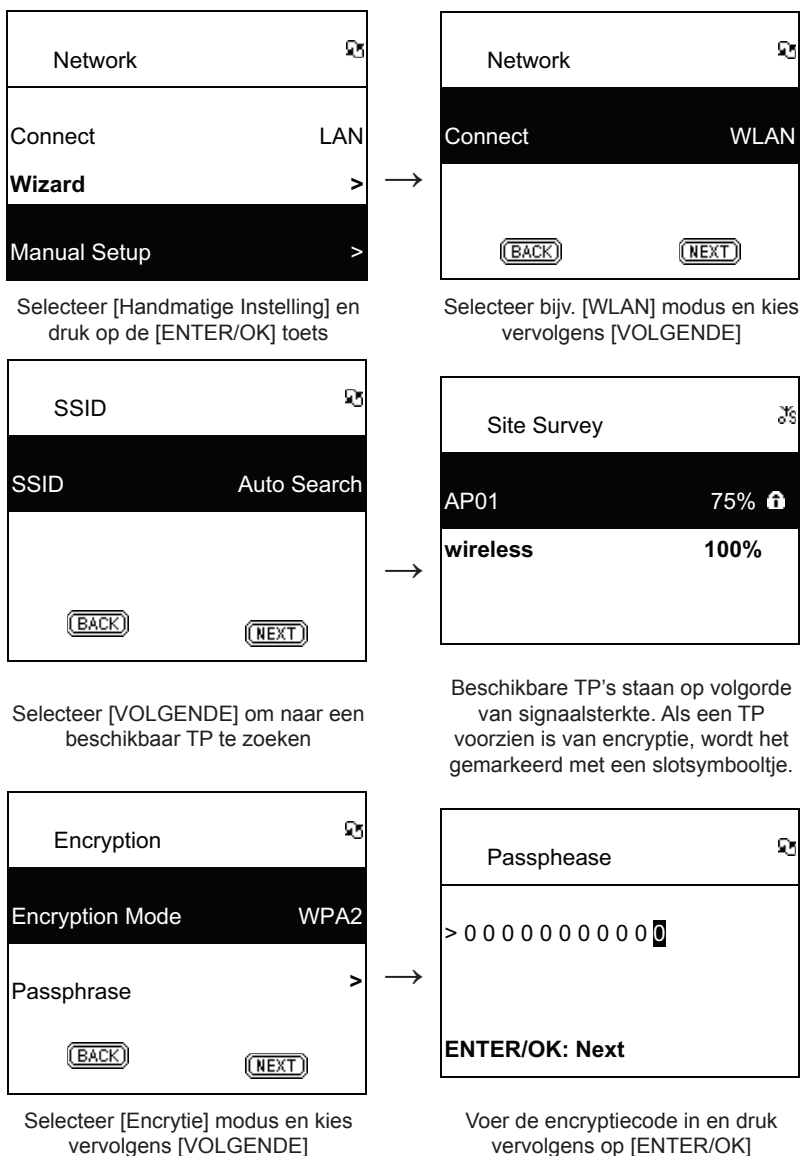 Network
Connect LAN
Wizard >
Manual Setup >
Selecteer [Handmatige Instelling] en
druk op de [ENTER/OK] toets
Network
Connect WLAN
BACK NEXT
Selecteer bijv. [WLAN] modus en kies
vervolgens [VOLGENDE]
SSID
SSID Auto Search
BACK NEXT
Selecteer [VOLGENDE] om naar een
beschikbaar TP te zoeken
Site Survey
AP01 75%
wireless 100%
Beschikbare TP's staan op volgorde
van signaalsterkte. Als een TP
voorzien is van encryptie, wordt het
gemarkeerd met een slotsymbooltje.
Encryption
Encryption Mode WPA2
Passphrase >
BACK NEXT
Selecteer [Encrytie] modus en kies
vervolgens [VOLGENDE]
Passphease
> 0 0 0 0 0 0 0 0 0 0 0
ENTER/OK: Next
Voer de encryptiecode in en druk
vervolgens op [ENTER/OK]